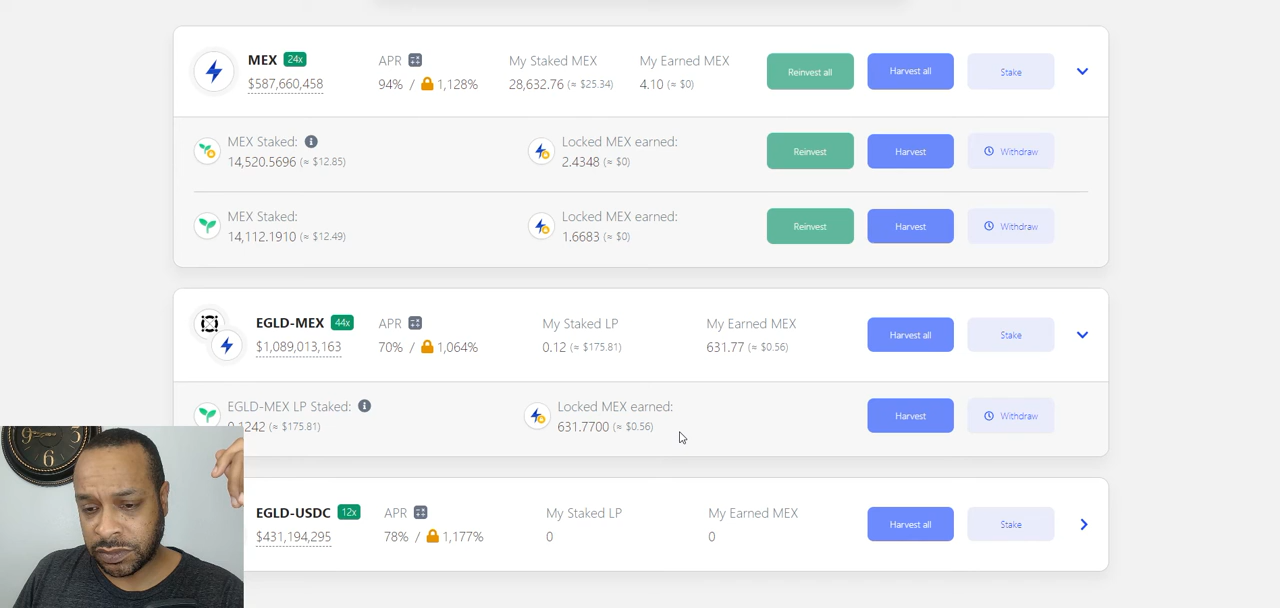 MEX 24x
$587,660,458
APR
94% / 1,128%
My Staked MEX
28,632.76 (≈ $25.34)
My Earned MEX
4.10 (≈ $0)
Reinvest all
Harvest all
Stake
MEX Staked:
14,520.5696 (≈ $12.85)
Locked MEX earned:
2.4348 (≈ $0)
Reinvest
Harvest
Withdraw
MEX Staked:
14,112.1910 (≈ $12.49)
Locked MEX earned:
1.6683 (≈ $0)
Reinvest
Harvest
Withdraw
EGLD-MEX 44x
$1,089,013,163
APR
70% / 1,064%
My Staked LP
0.12 (≈ $175.81)
My Earned MEX
631.77 (≈ $0.56)
Harvest all
Stake
EGLD-MEX LP Staked:
0.1242 (≈ $175.81)
Locked MEX earned:
631.7700 (≈ $0.56)
Harvest
Withdraw
EGLD-USDC 12x
$431,194,295
APR
78% / 1,177%
My Staked LP
0
My Earned MEX
0
Harvest all
Stake